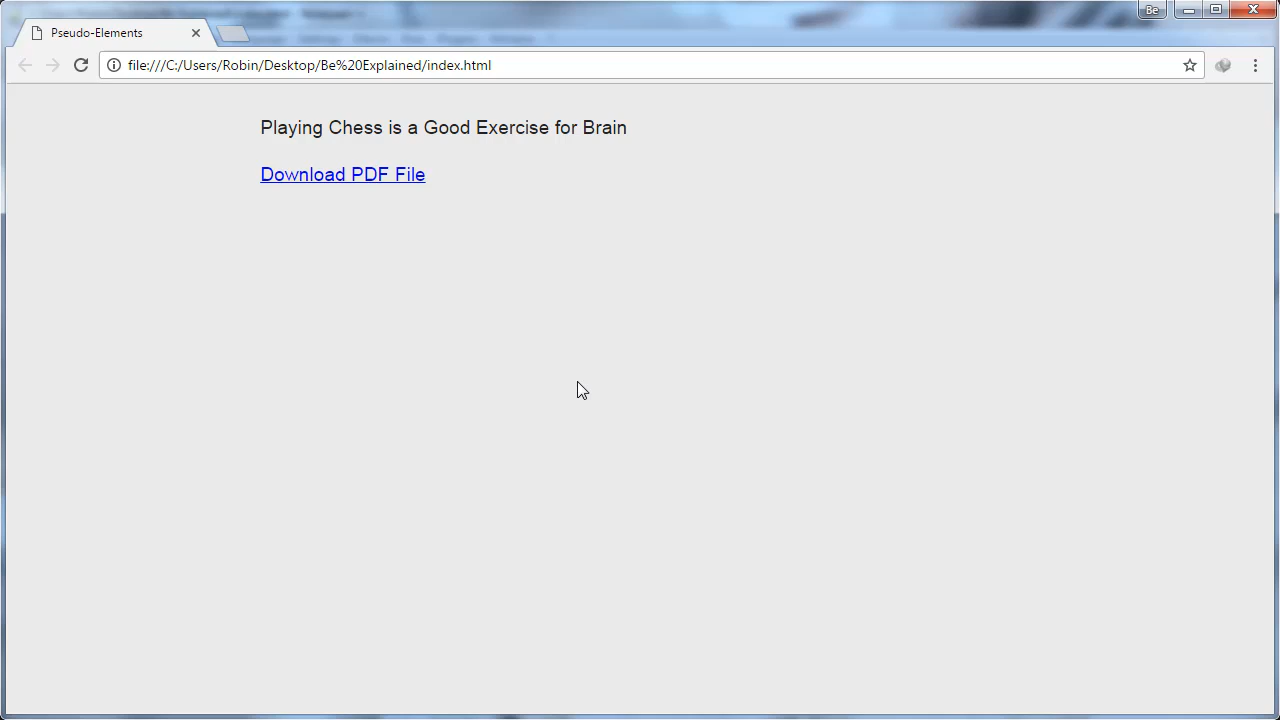 Be
Pseudo-Elements
file:///C:/Users/Robin/Desktop/Be%20Explained/index.html
Playing Chess is a Good Exercise for Brain
Download PDF File